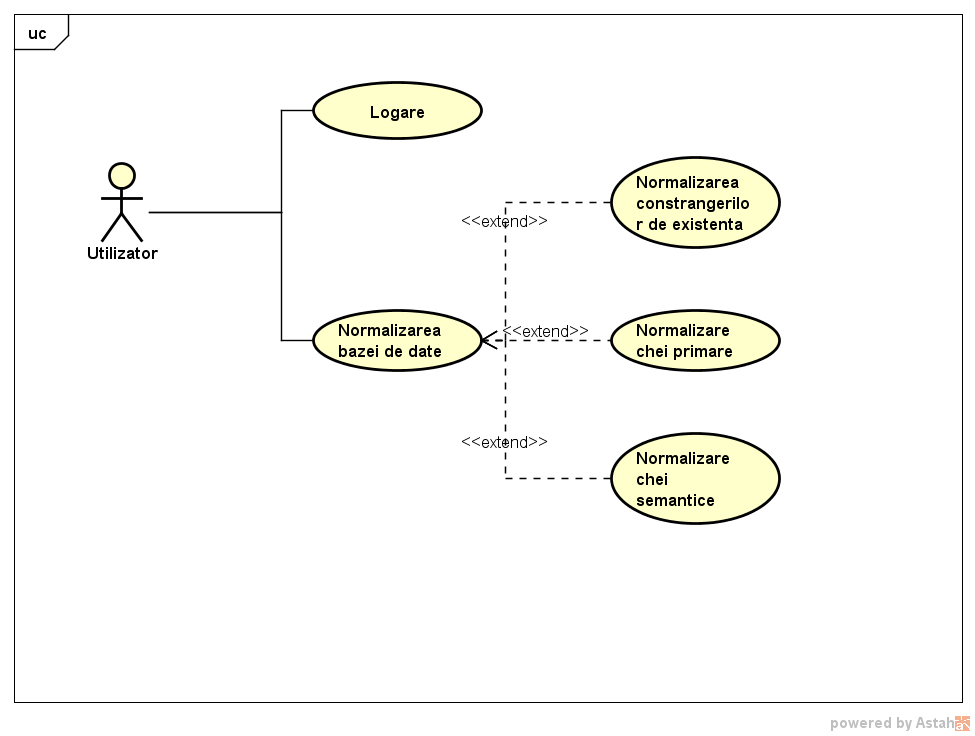 uc
Logare
Utilizator
Normalizarea
constrangerilo
r de existenta
<<extend>>
Normalizarea
bazei de date
<<extend>>
Normalizare
chei primare
<<extend>>
Normalizare
chei
semantice
powered by Astah